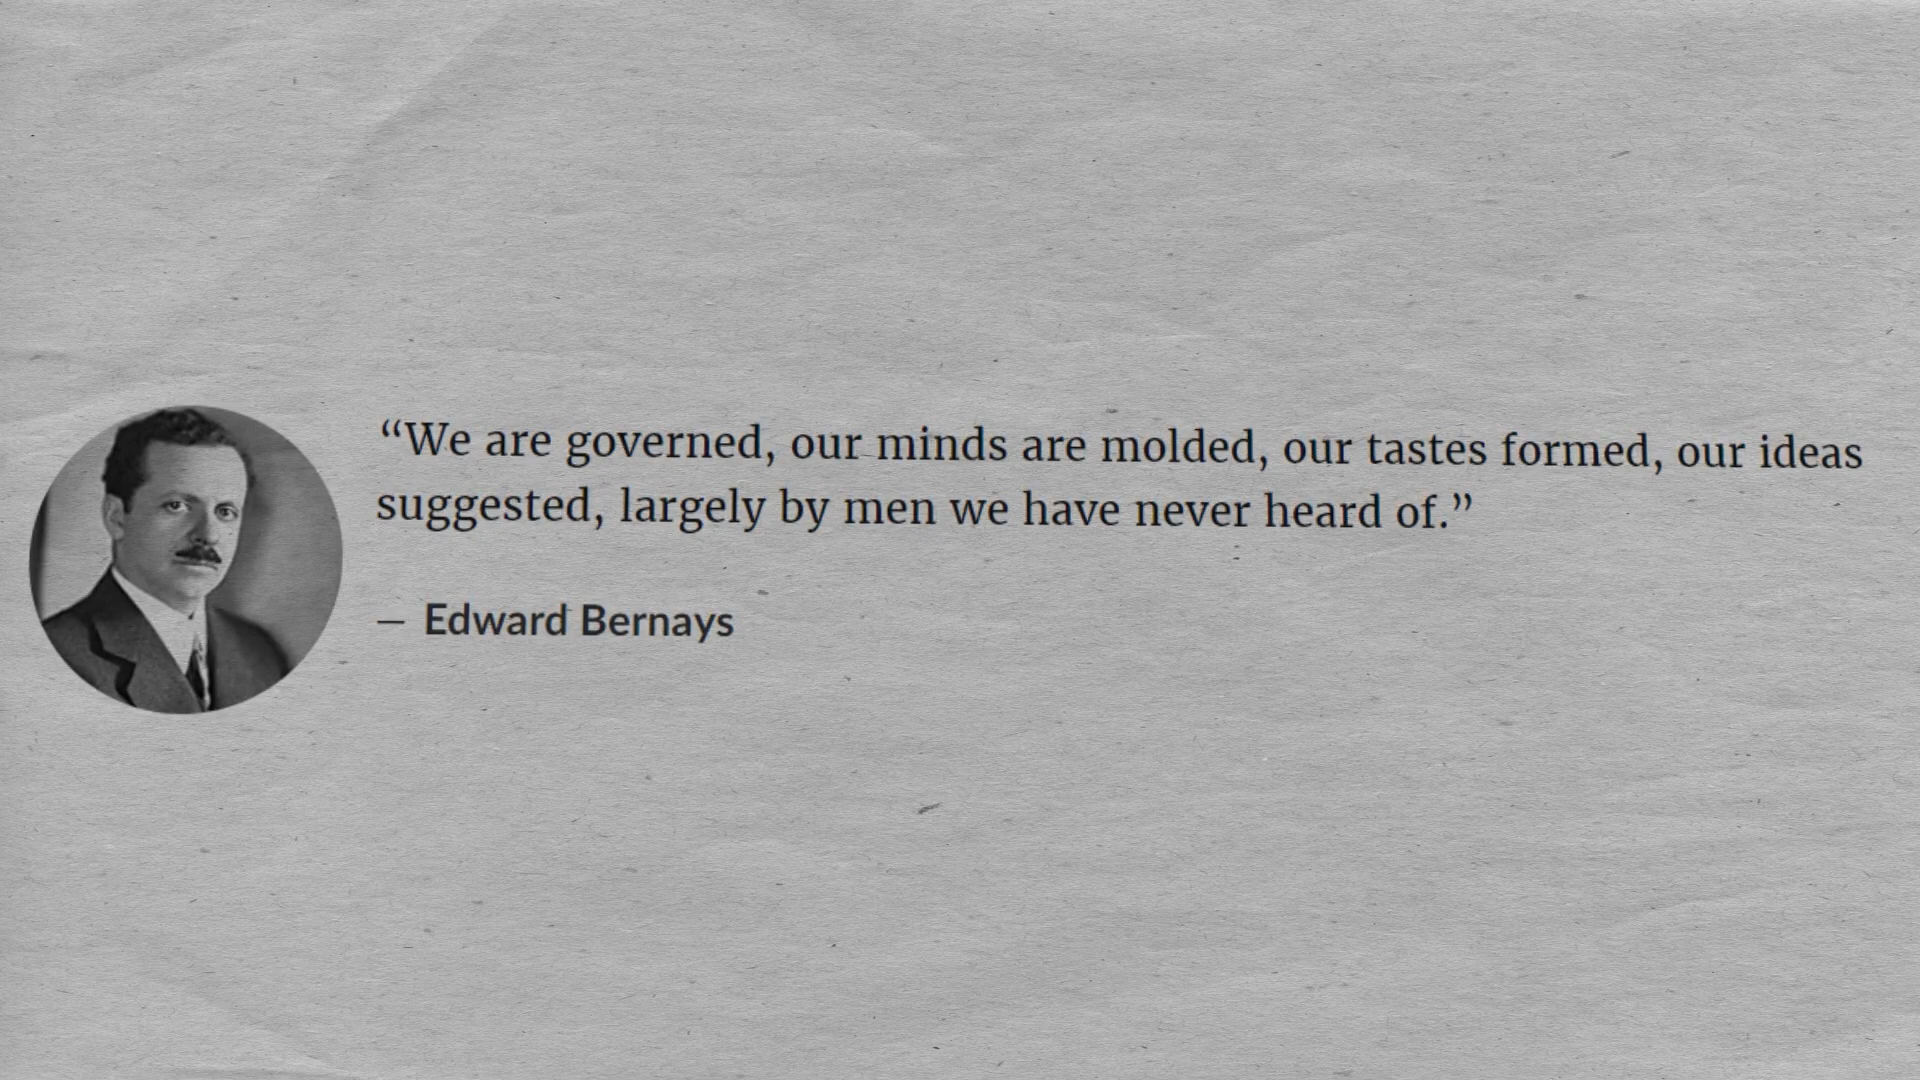 “We are governed, our minds are molded, our tastes formed, our ideas
suggested, largely by men we have never heard of.”
— Edward Bernays